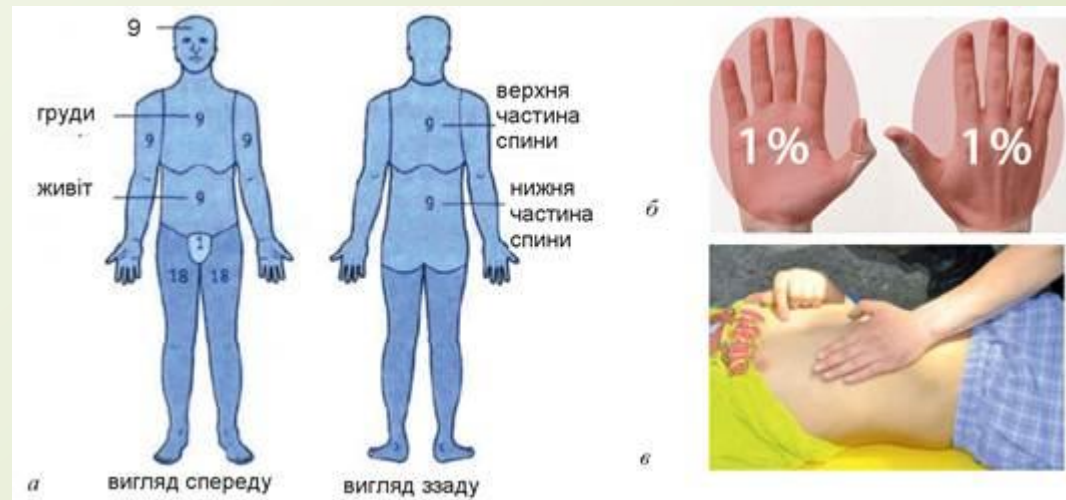 9
груди
9
9
9
живіт
9
1
18
18
а
вигляд спереду
верхня
частина
спини
9
нижня
частина
спини
9
вигляд ззаду
1%
1%
б
в